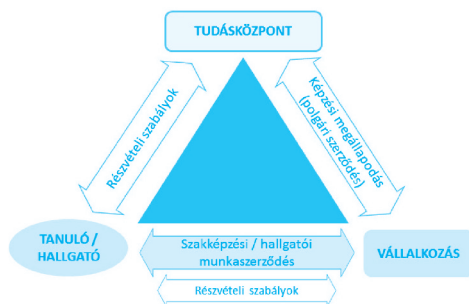 TUDÁSKÖZPONT
Részvételi szabályok
Képzési megállapodás
(polgári szerződés)
TANULÓ /
HALLGATÓ
Szakképzési / hallgatói
munkaszerződés
VÁLLALKOZÁS
Részvételi szabályok